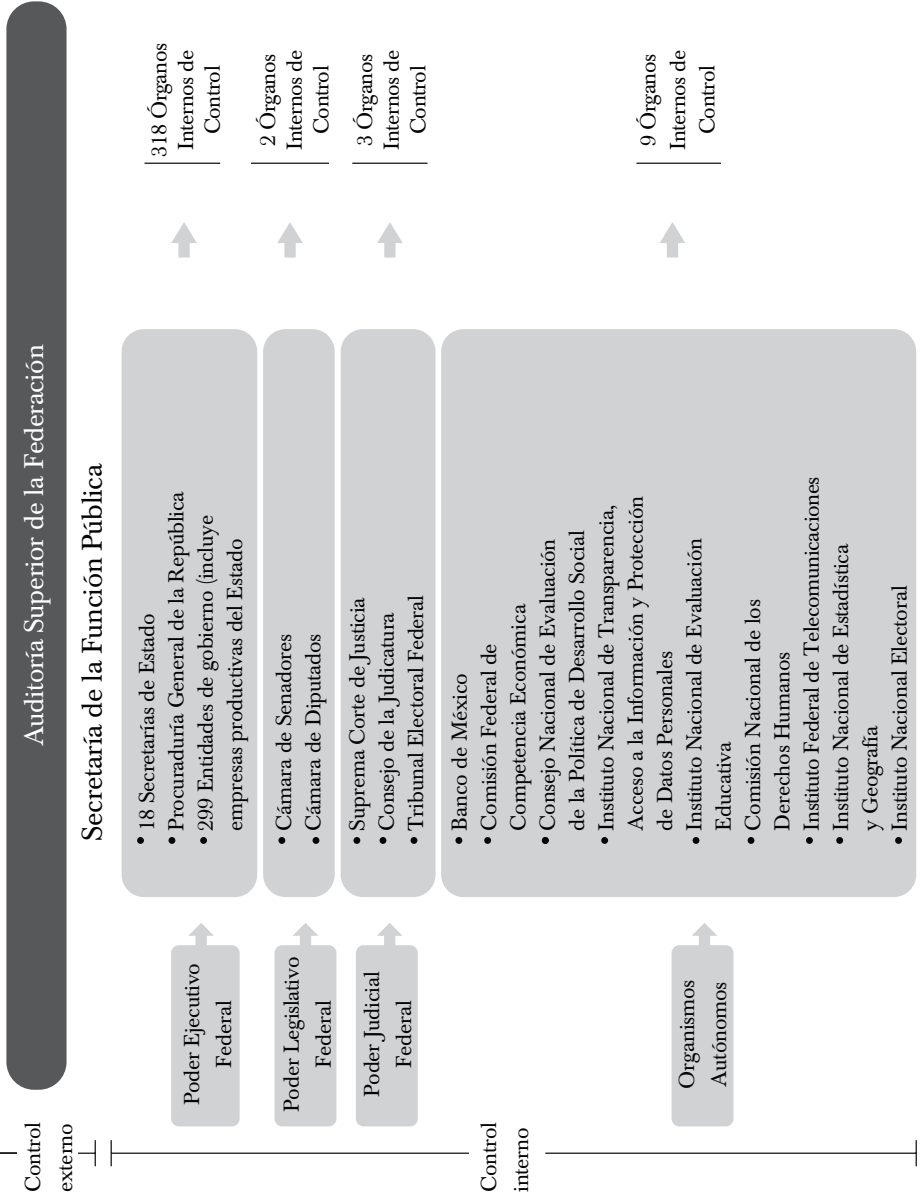 Control
externo
Auditoría Superior de la Federación
Secretaría de la Función Pública
Control
interno
Poder Ejecutivo
Federal
• 18 Secretarías de Estado
• Procuraduría General de la República
• 299 Entidades de gobierno (incluye
empresas productivas del Estado
318 Órganos
Internos de
Control
Poder Legislativo
Federal
• Cámara de Senadores
• Cámara de Diputados
2 Órganos
Internos de
Control
Poder Judicial
Federal
• Suprema Corte de Justicia
• Consejo de la Judicatura
• Tribunal Electoral Federal
3 Órganos
Internos de
Control
Organismos
Autónomos
• Banco de México
• Comisión Federal de
Competencia Económica
• Consejo Nacional de Evaluación
de la Política de Desarrollo Social
• Instituto Nacional de Transparencia,
Acceso a la Información y Protección
de Datos Personales
• Instituto Nacional de Evaluación
Educativa
• Comisión Nacional de los
Derechos Humanos
• Instituto Federal de Telecomunicaciones
• Instituto Nacional de Estadística
y Geografía
• Instituto Nacional Electoral
9 Órganos
Internos de
Control